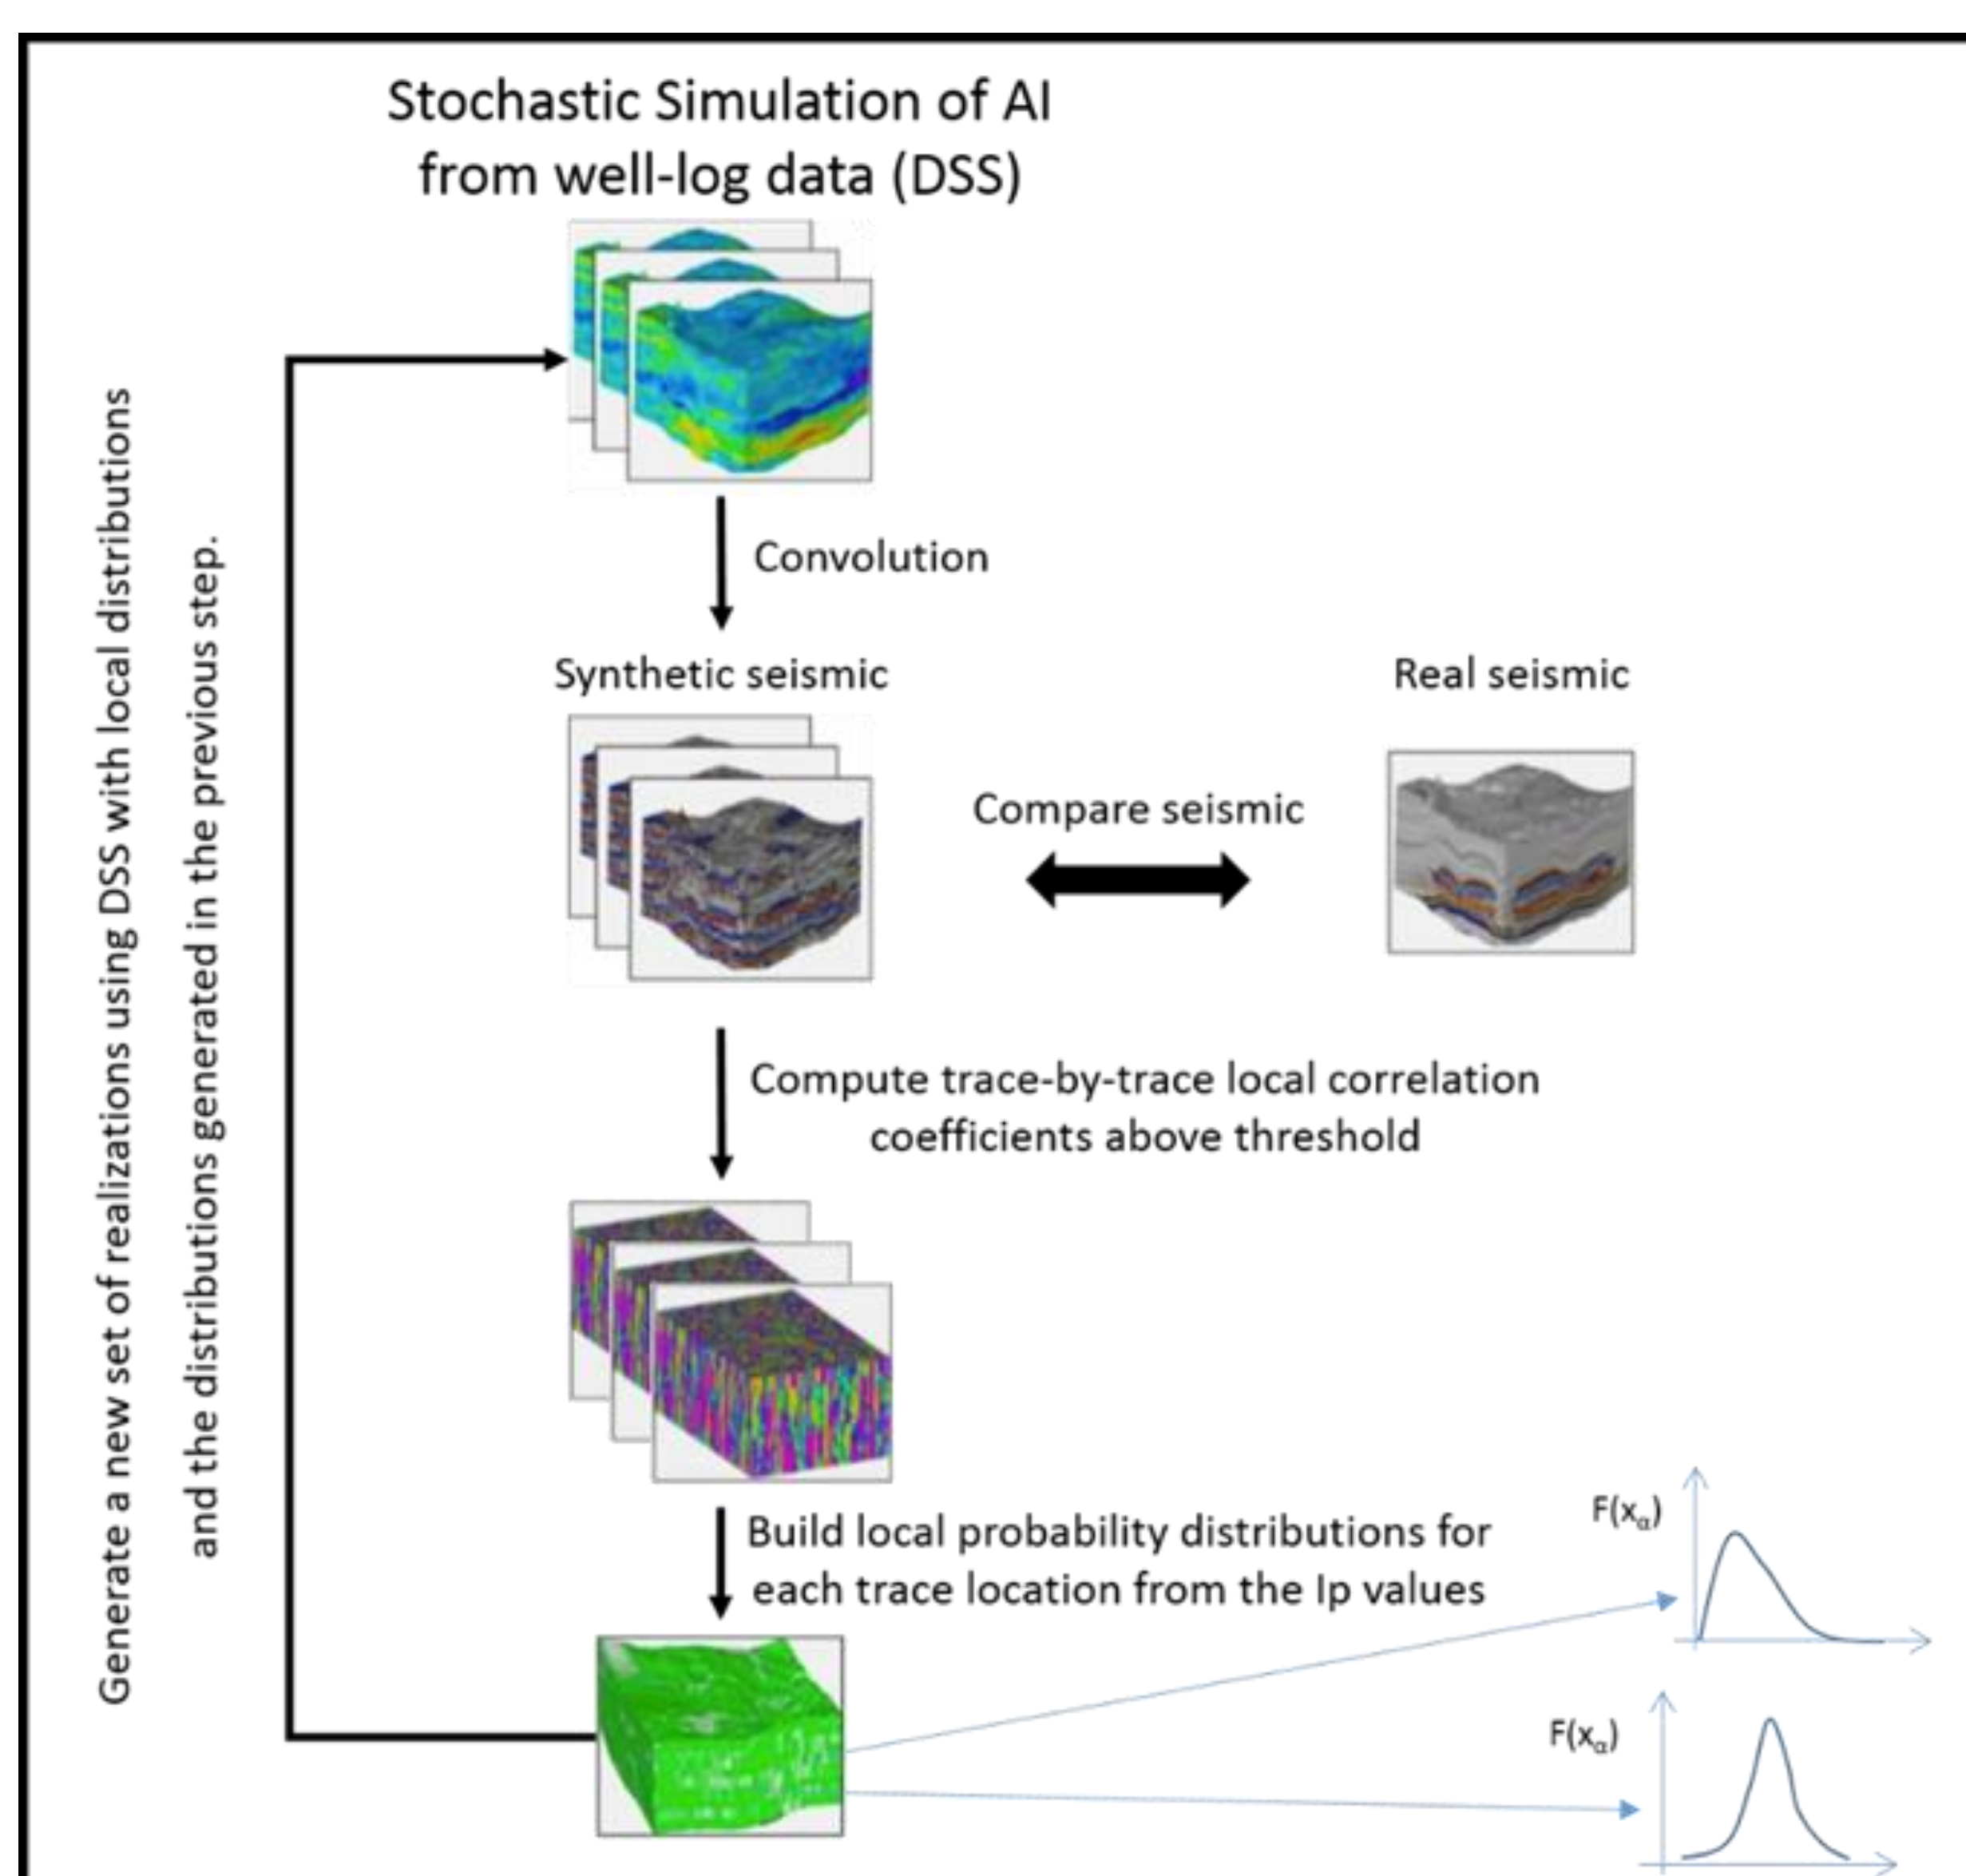 Stochastic Simulation of AI
from well-log data (DSS)
Convolution
Synthetic seismic
Real seismic
Compare seismic
Compute trace-by-trace local correlation
coefficients above threshold
Build local probability distributions for
each trace location from the Ip values
F(xα)
F(xα)
Generate a new set of realizations using DSS with local distributions
and the distributions generated in the previous step.